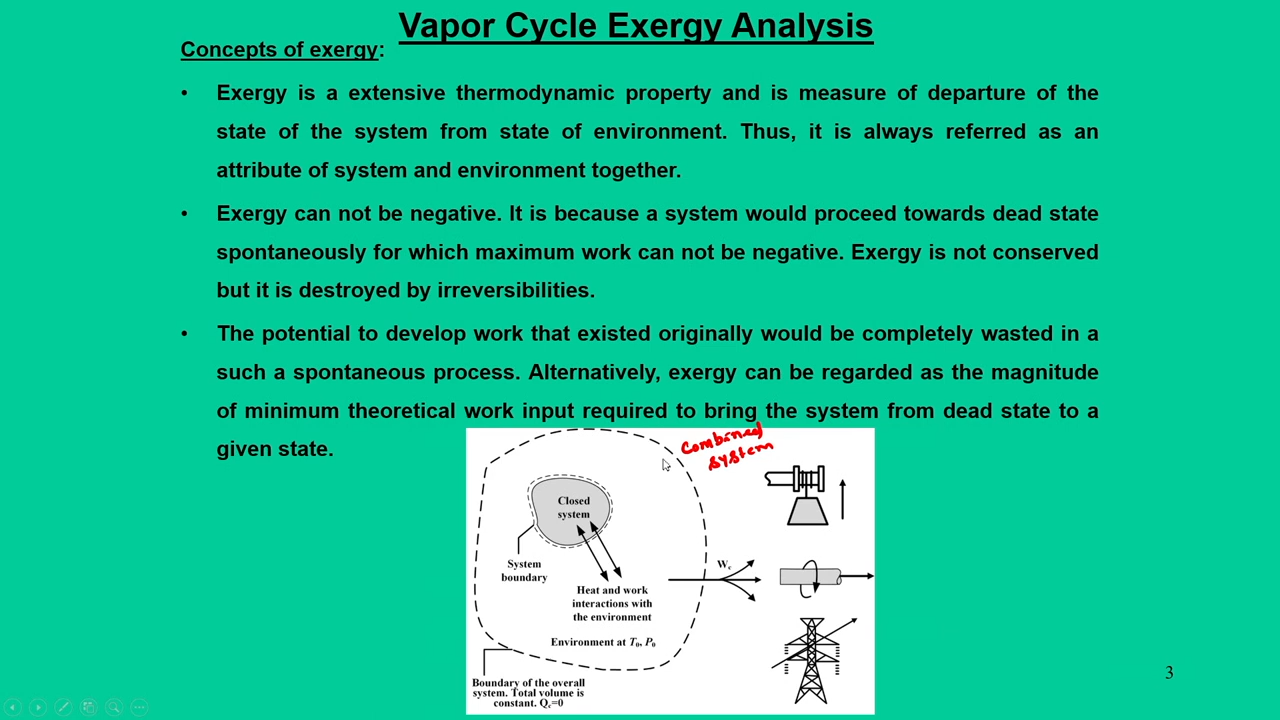 Vapor Cycle Exergy Analysis
Concepts of exergy:
• Exergy is a extensive thermodynamic property and is measure of departure of the
state of the system from state of environment. Thus, it is always referred as an
attribute of system and environment together.
• Exergy can not be negative. It is because a system would proceed towards dead state
spontaneously for which maximum work can not be negative. Exergy is not conserved
but it is destroyed by irreversibilities.
• The potential to develop work that existed originally would be completely wasted in a
such a spontaneous process. Alternatively, exergy can be regarded as the magnitude
of minimum theoretical work input required to bring the system from dead state to a
given state.
Combined
system
Closed
system
System
boundary
Wc
Heat and work
interactions with
the environment
Environment at T0, P0
Boundary of the overall
system. Total volume is
constant. Qc=0
3